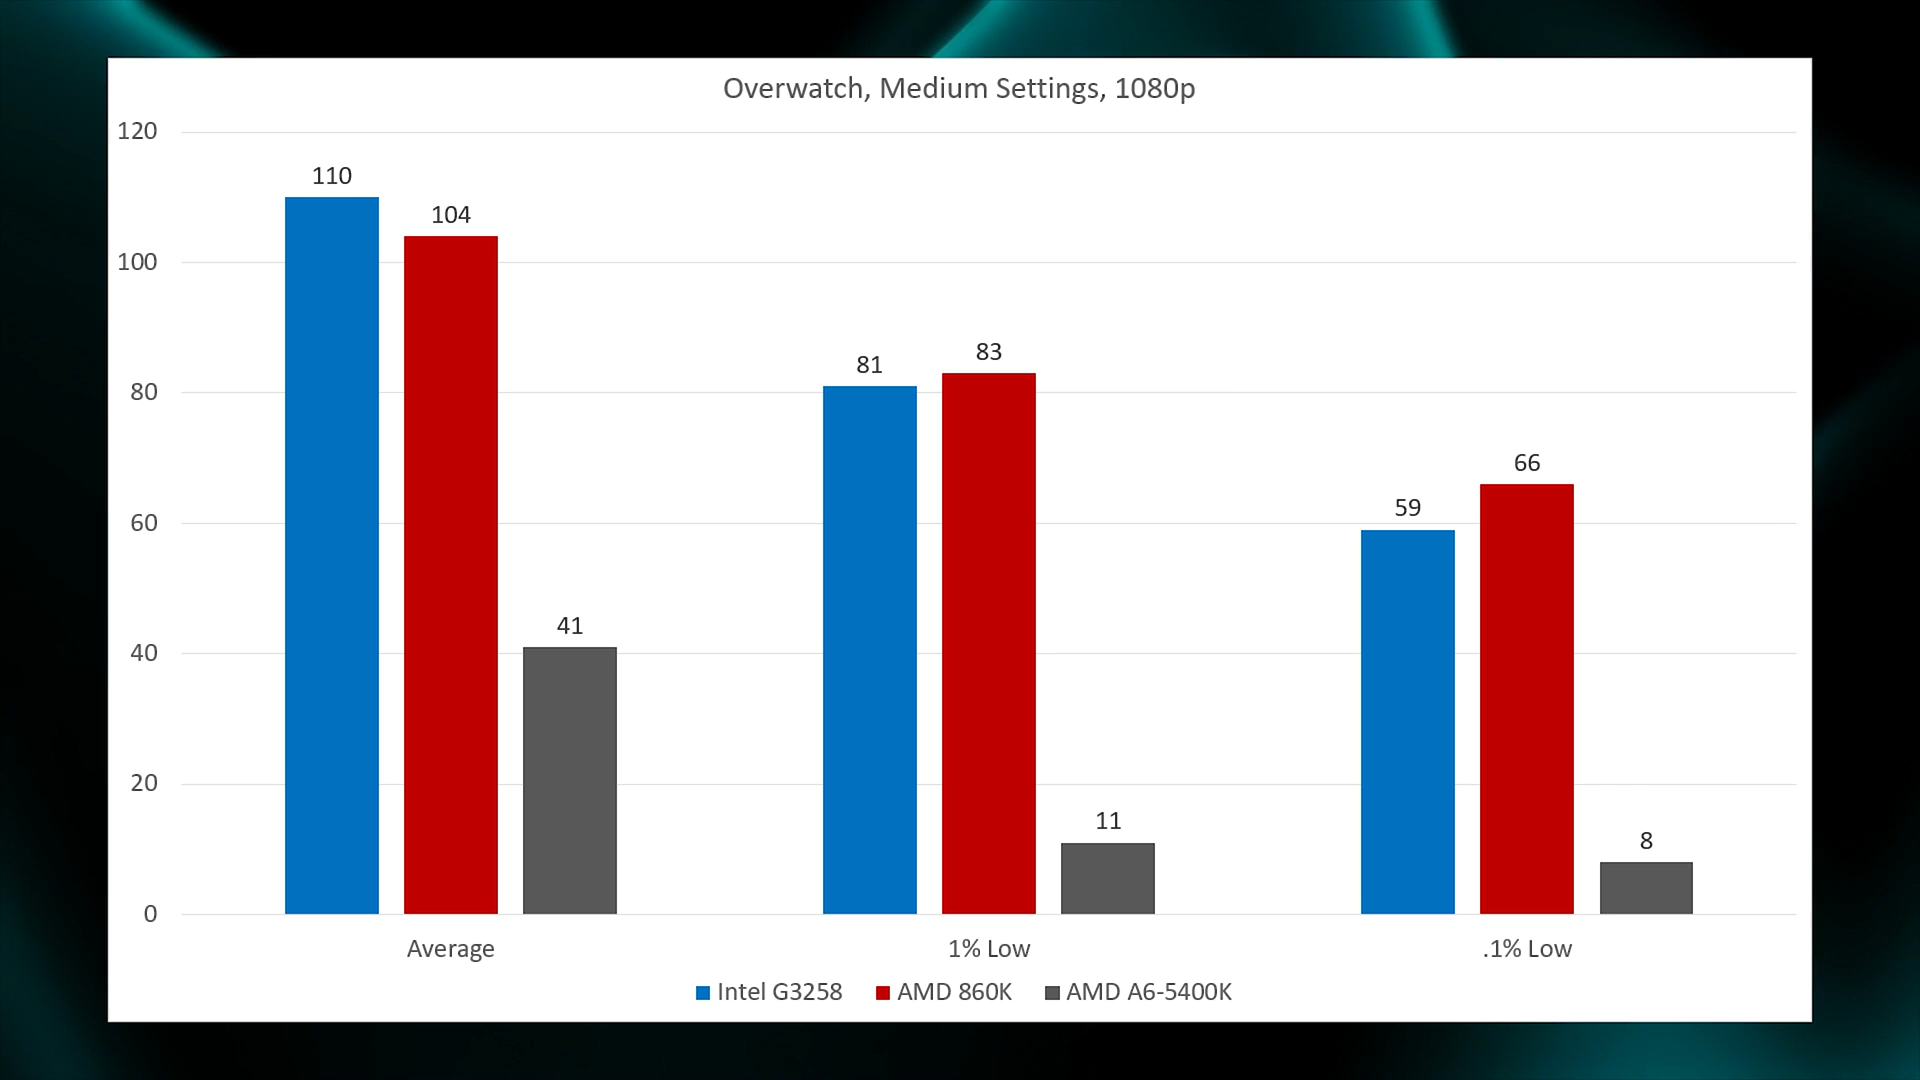 Overwatch, Medium Settings, 1080p
120
100
80
60
40
20
0
110
104
41
81
83
11
59
66
8
Average
1% Low
.1% Low
Intel G3258
AMD 860K
AMD A6-5400K